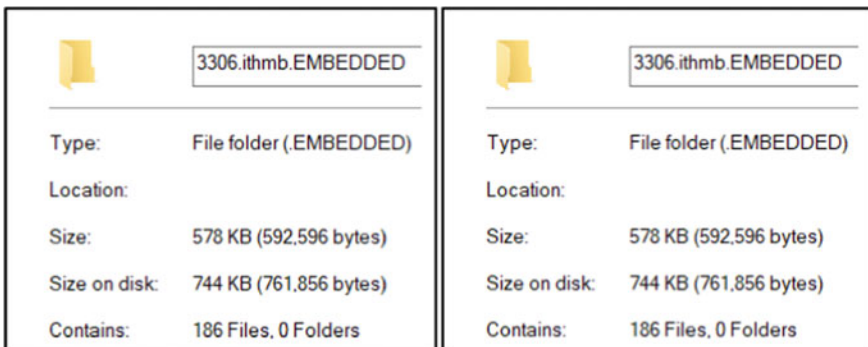 3306.ithmb.EMBEDDED
Type: File folder (.EMBEDDED)
Location:
Size: 578 KB (592,596 bytes)
Size on disk: 744 KB (761,856 bytes)
Contains: 186 Files, 0 Folders
3306.ithmb.EMBEDDED
Type: File folder (.EMBEDDED)
Location:
Size: 578 KB (592,596 bytes)
Size on disk: 744 KB (761,856 bytes)
Contains: 186 Files, 0 Folders